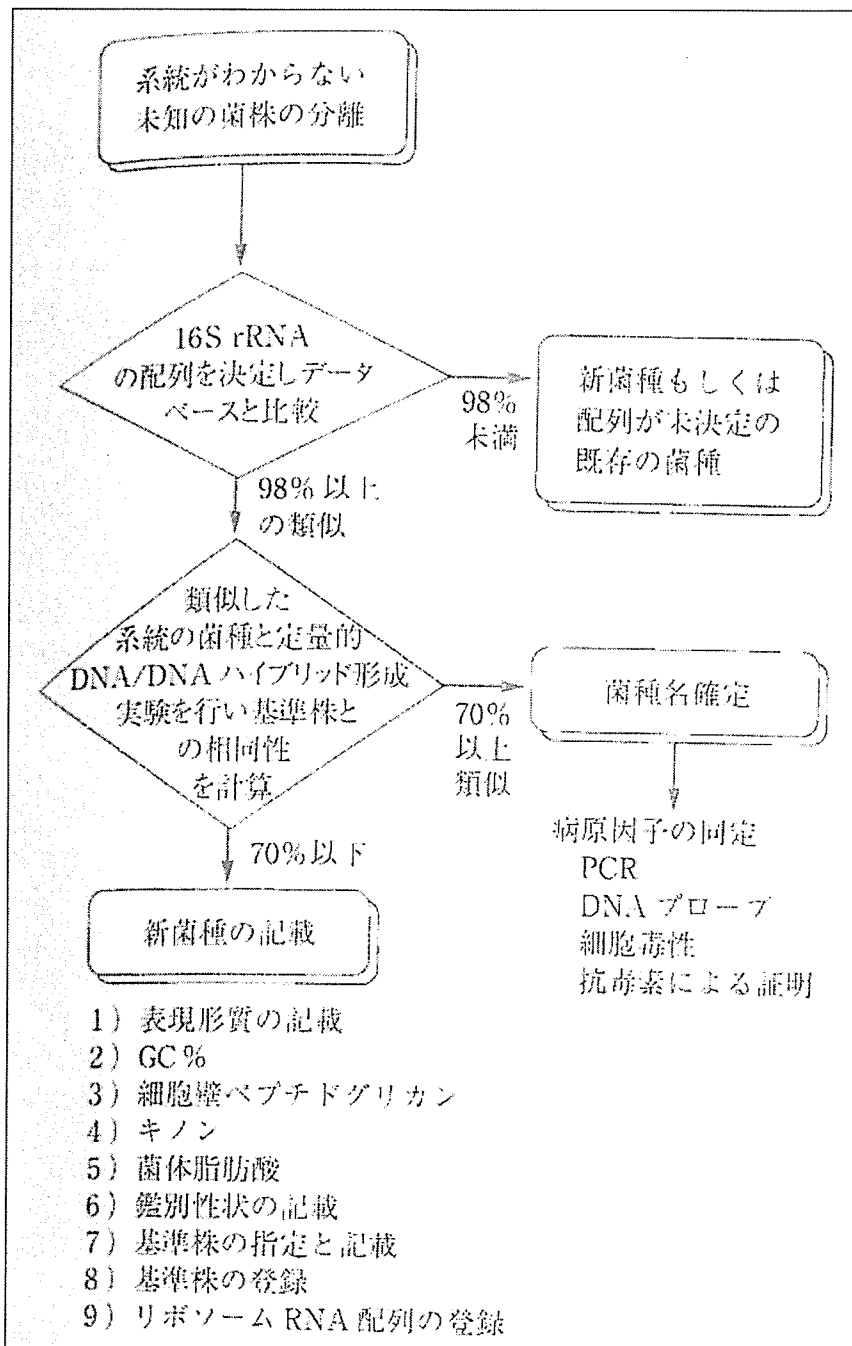 系統がわからない
未知の菌株の分離
16S rRNA
の配列を決定しデータ
ベースと比較
98%
未満
新菌種もしくは
配列が未決定の
既存の菌種
98% 以上
の類似
類似した
系統の菌種と定量的
DNA/DNA ハイブリッド形成
実験を行い基準株と
の相同性
を計算
70%
以上
類似
菌種名確定
病原因子の同定
PCR
DNA プローブ
細胞毒性
抗毒素による証明
70% 以下
新菌種の記載
1) 表現形質の記載
2) GC %
3) 細胞壁ペプチドグリカン
4) キノン
5) 菌体脂肪酸
6) 鑑別性状の記載
7) 基準株の指定と記載
8) 基準株の登録
9) リボソーム RNA 配列の登録